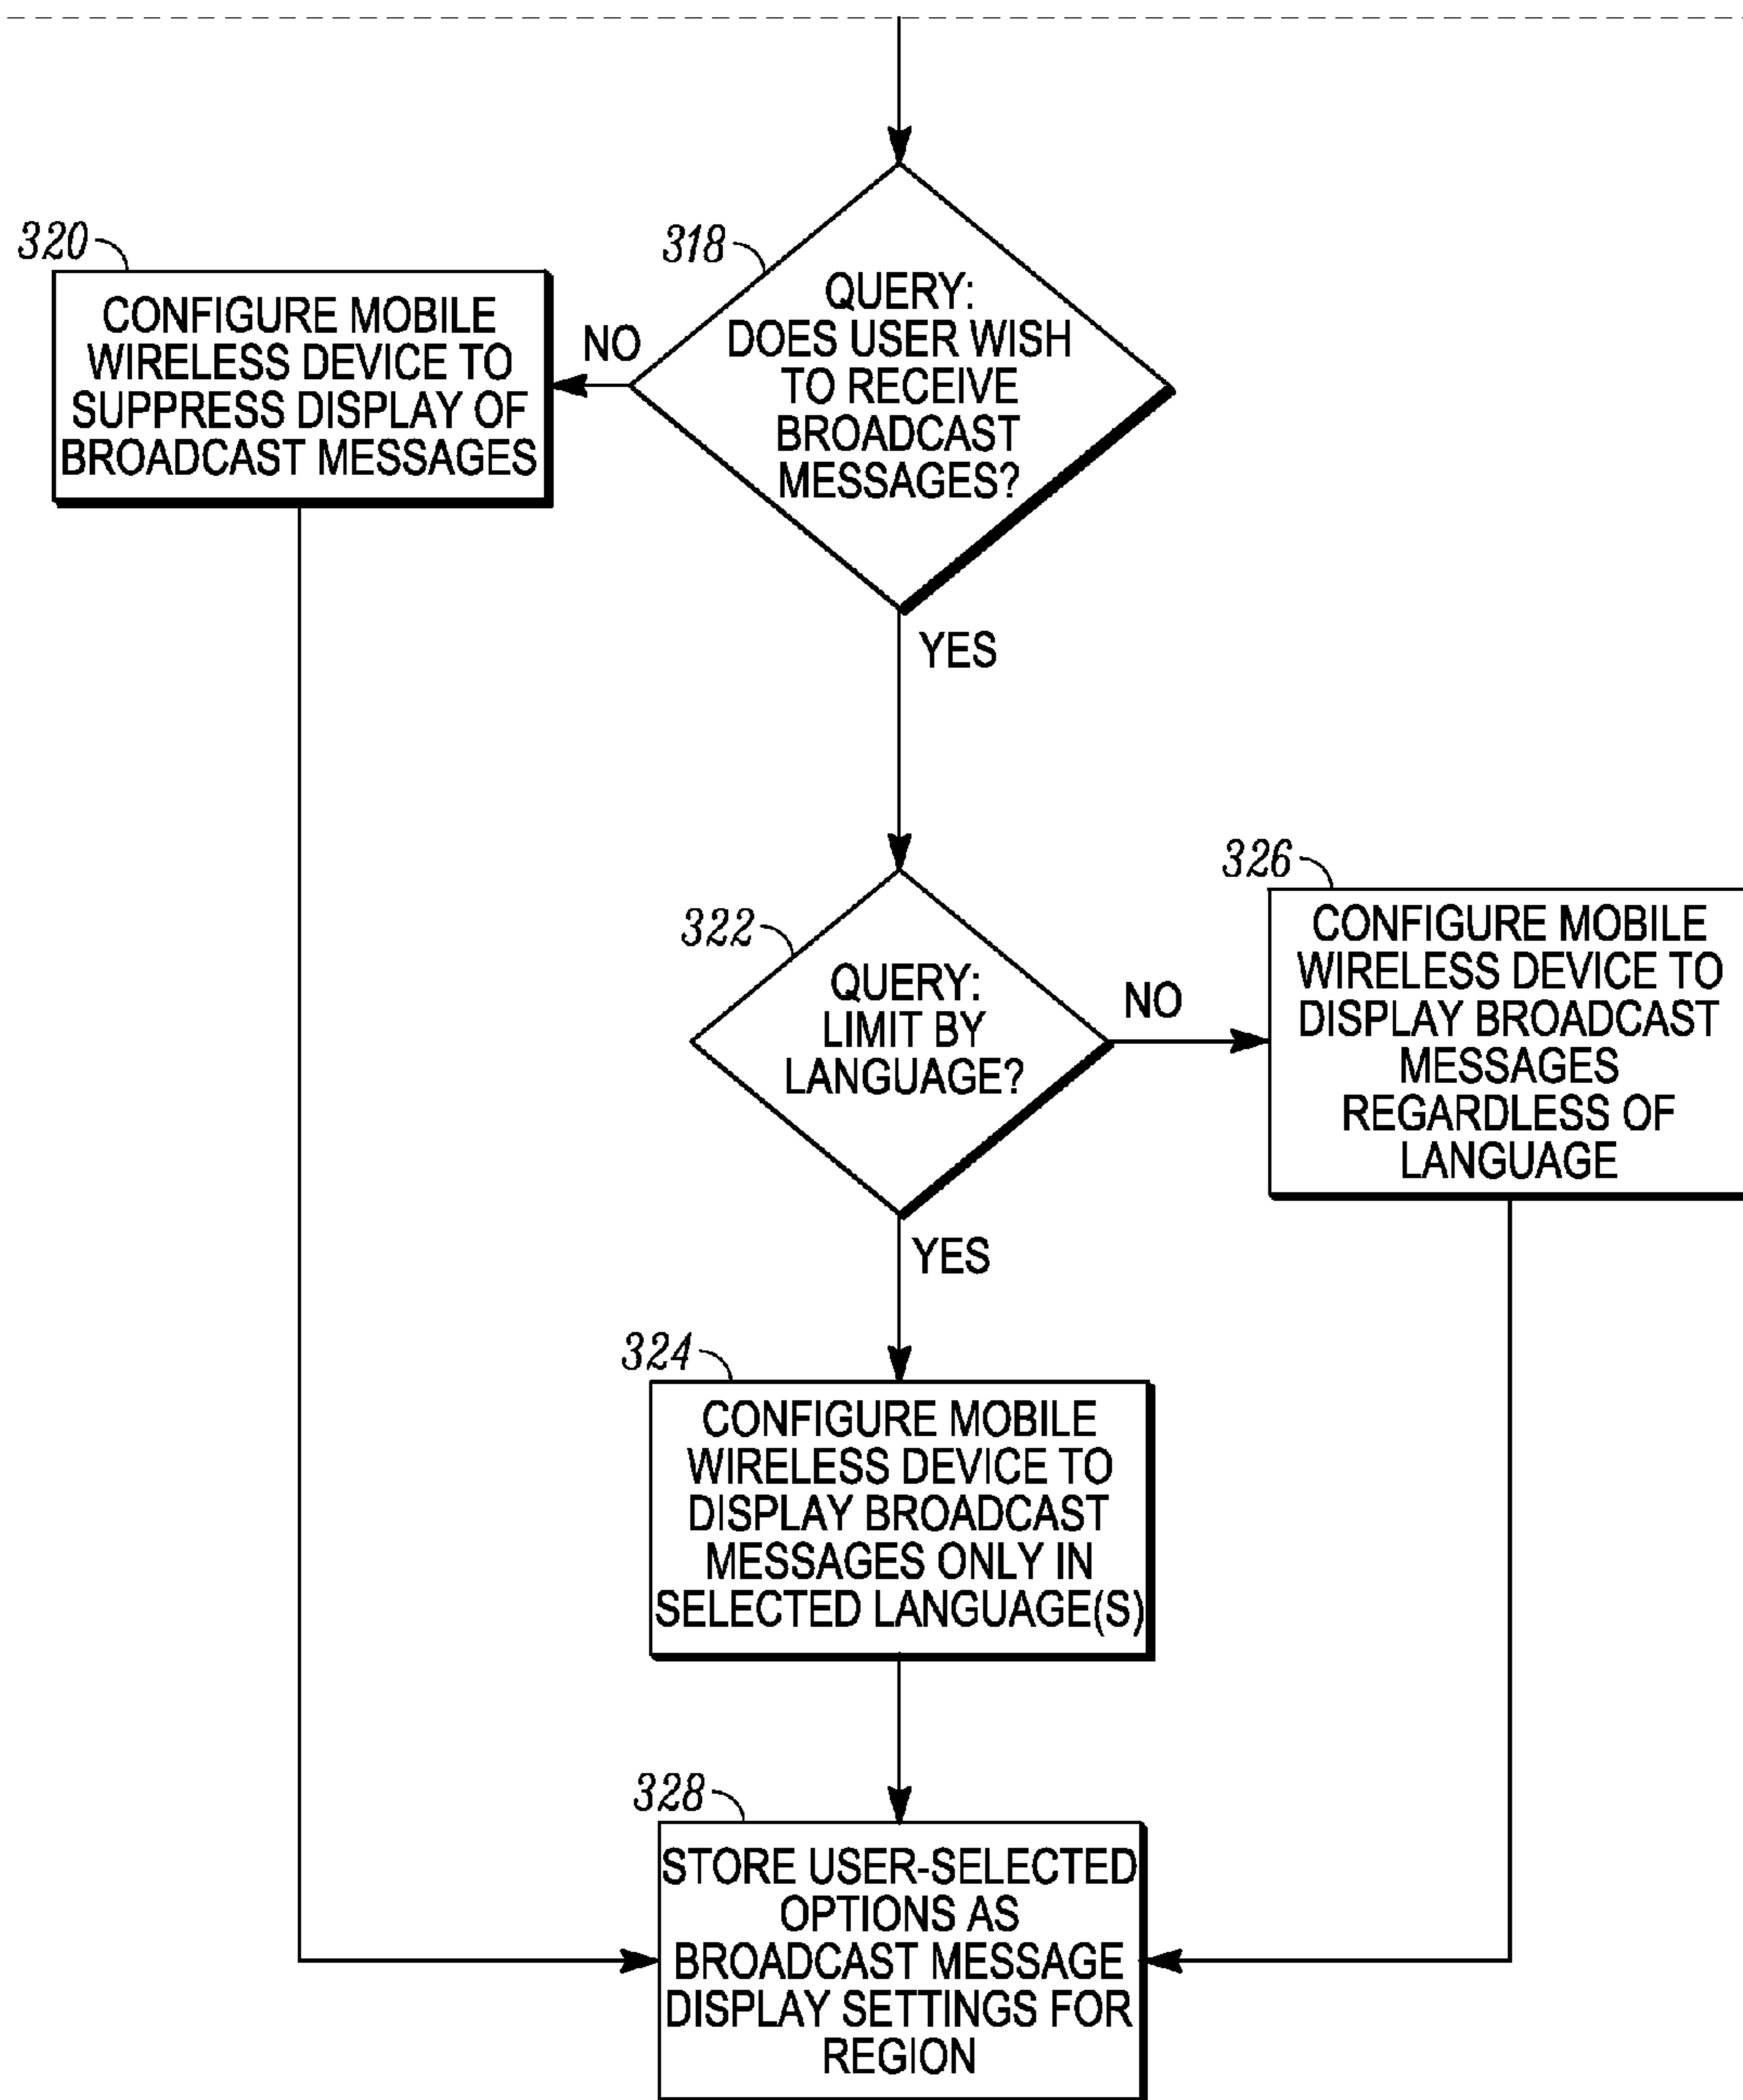 320
CONFIGURE MOBILE
WIRELESS DEVICE TO
SUPPRESS DISPLAY OF
BROADCAST MESSAGES
NO
318
QUERY:
DOES USER WISH
TO RECEIVE
BROADCAST
MESSAGES?
YES
322
QUERY:
LIMIT BY
LANGUAGE?
NO
326
CONFIGURE MOBILE
WIRELESS DEVICE TO
DISPLAY BROADCAST
MESSAGES
REGARDLESS OF
LANGUAGE
YES
324
CONFIGURE MOBILE
WIRELESS DEVICE TO
DISPLAY BROADCAST
MESSAGES ONLY IN
SELECTED LANGUAGE(S)
328
STORE USER-SELECTED
OPTIONS AS
BROADCAST MESSAGE
DISPLAY SETTINGS FOR
REGION